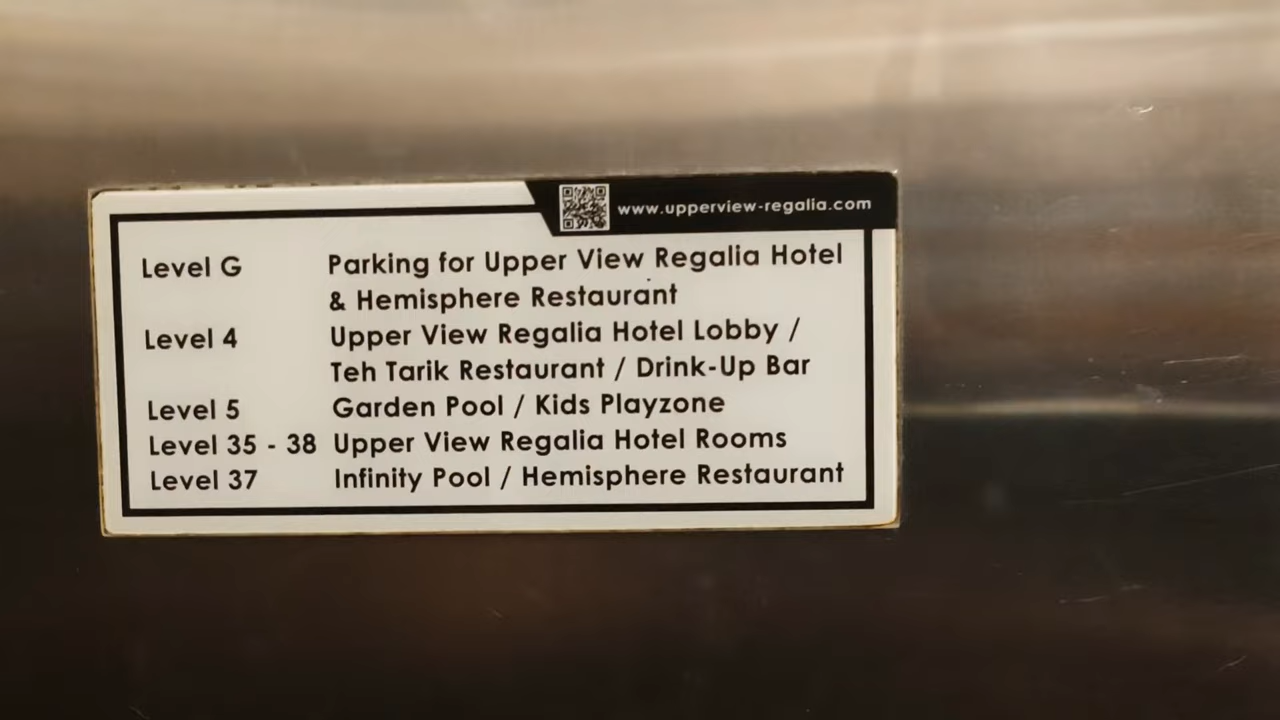 www.upperview-regalia.com
Level G Parking for Upper View Regalia Hotel
& Hemisphere Restaurant
Level 4 Upper View Regalia Hotel Lobby /
Teh Tarik Restaurant / Drink-Up Bar
Level 5 Garden Pool / Kids Playzone
Level 35 - 38 Upper View Regalia Hotel Rooms
Level 37 Infinity Pool / Hemisphere Restaurant